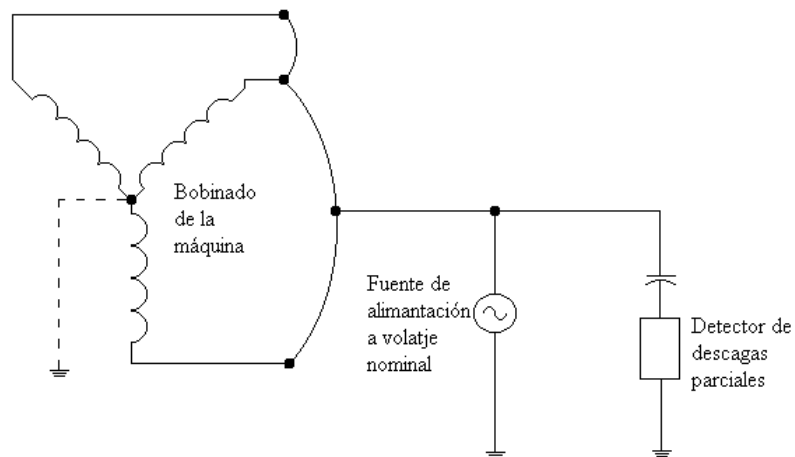 Bobinado
de la
máquina
Fuente de
alimantación
a volatje
nominal
Detector de
descagas
parciales